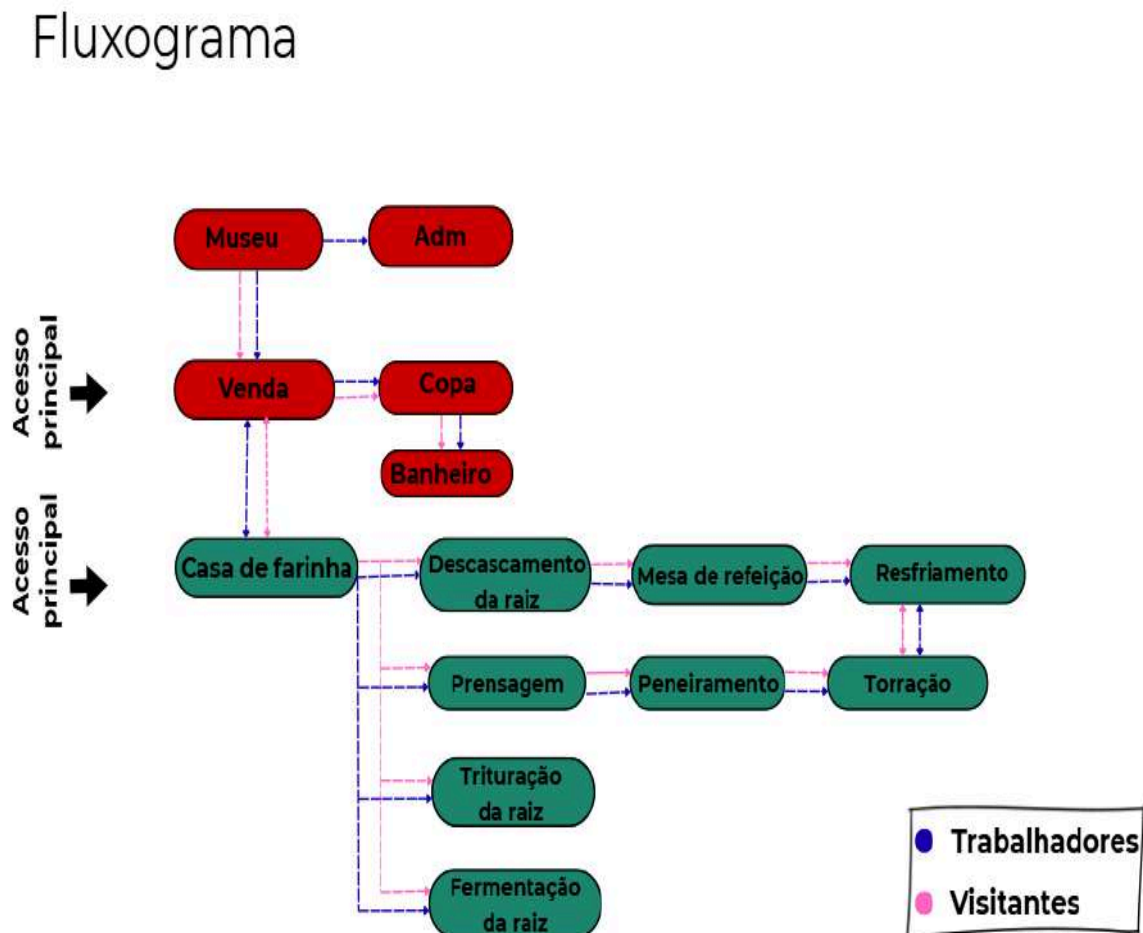 Fluxograma
Museu
Adm
Acesso
principal
Venda
Copa
Banheiro
Acesso
principal
Casa de farinha
Descascamento
da raiz
Mesa de refeição
Resfriamento
Prensagem
Peneiramento
Torração
Trituração
da raiz
Fermentação
da raiz
Trabalhadores
Visitantes